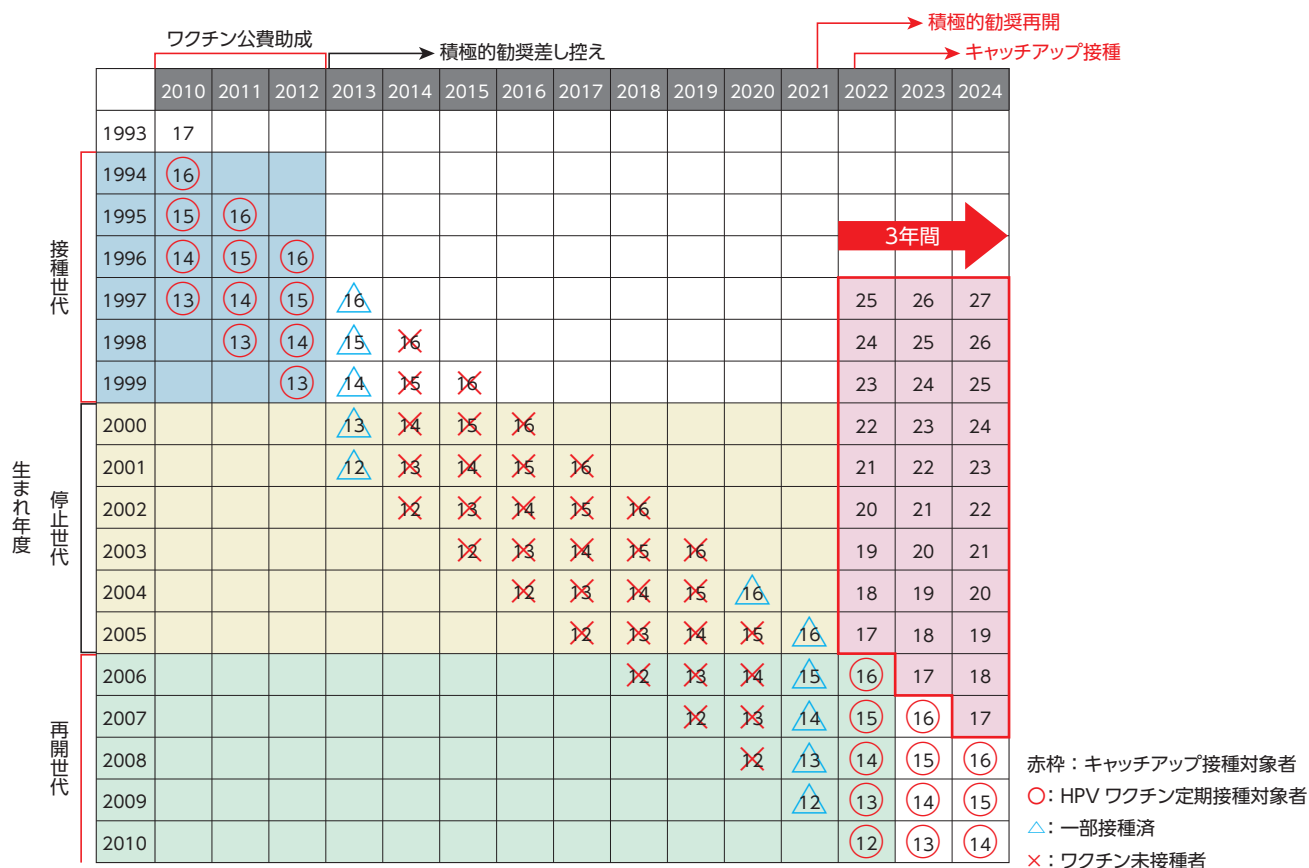 積極的勧奨再開
ワクチン公費助成
積極的勧奨差し控え
キャッチアップ接種
2010 2011 2012 2013 2014 2015 2016 2017 2018 2019 2020 2021 2022 2023 2024
1993 17
1994 16
1995 15 16
3年間
1996 14 15 16
1997 13 14 15 16 25 26 27
1998 13 14 15 16 24 25 26
1999 13 14 15 16 23 24 25
2000 13 14 15 16 22 23 24
2001 12 13 14 15 16 21 22 23
2002 12 13 14 15 16 20 21 22
2003 12 13 14 15 16 19 20 21
2004 12 13 14 15 16 18 19 20
2005 12 13 14 15 16 17 18 19
2006 12 13 14 15 16 17 18
2007 12 13 14 15 16 17
2008 12 13 14 15 16
2009 12 13 14 15
2010 12 13 14
生まれ年度
接種世代
停止世代
再開世代
赤枠：キャッチアップ接種対象者
○：HPV ワクチン定期接種対象者
△：一部接種済
×：ワクチン未接種者